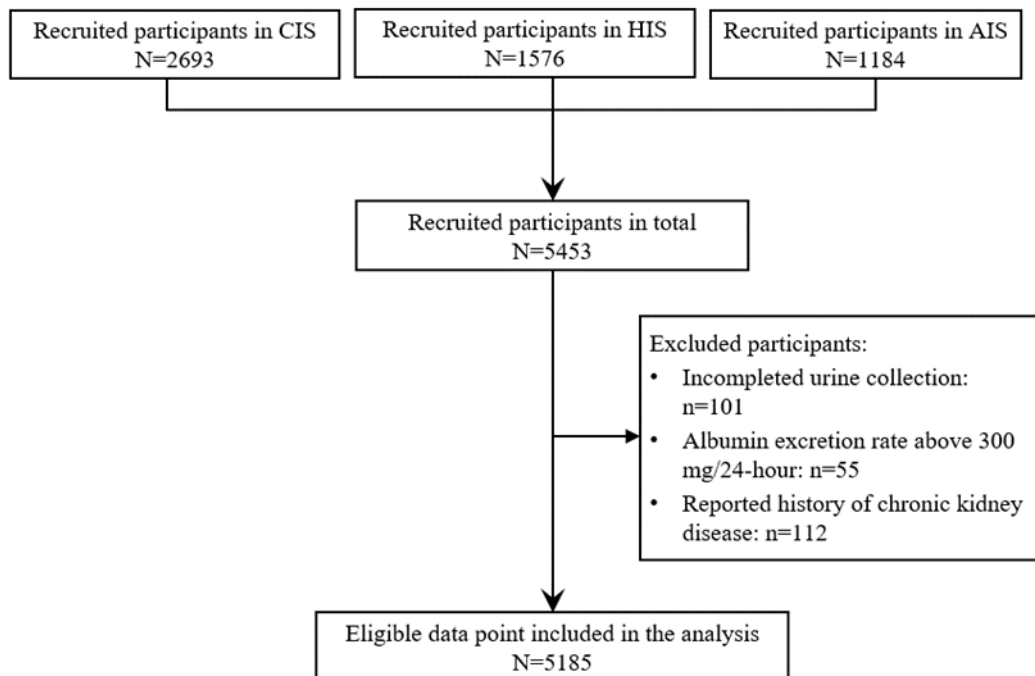 Recruited participants in CIS
N=2693
Recruited participants in HIS
N=1576
Recruited participants in AIS
N=1184
Recruited participants in total
N=5453
Excluded participants:
• Incompleted urine collection:
n=101
• Albumin excretion rate above 300
mg/24-hour: n=55
• Reported history of chronic kidney
disease: n=112
Eligible data point included in the analysis
N=5185